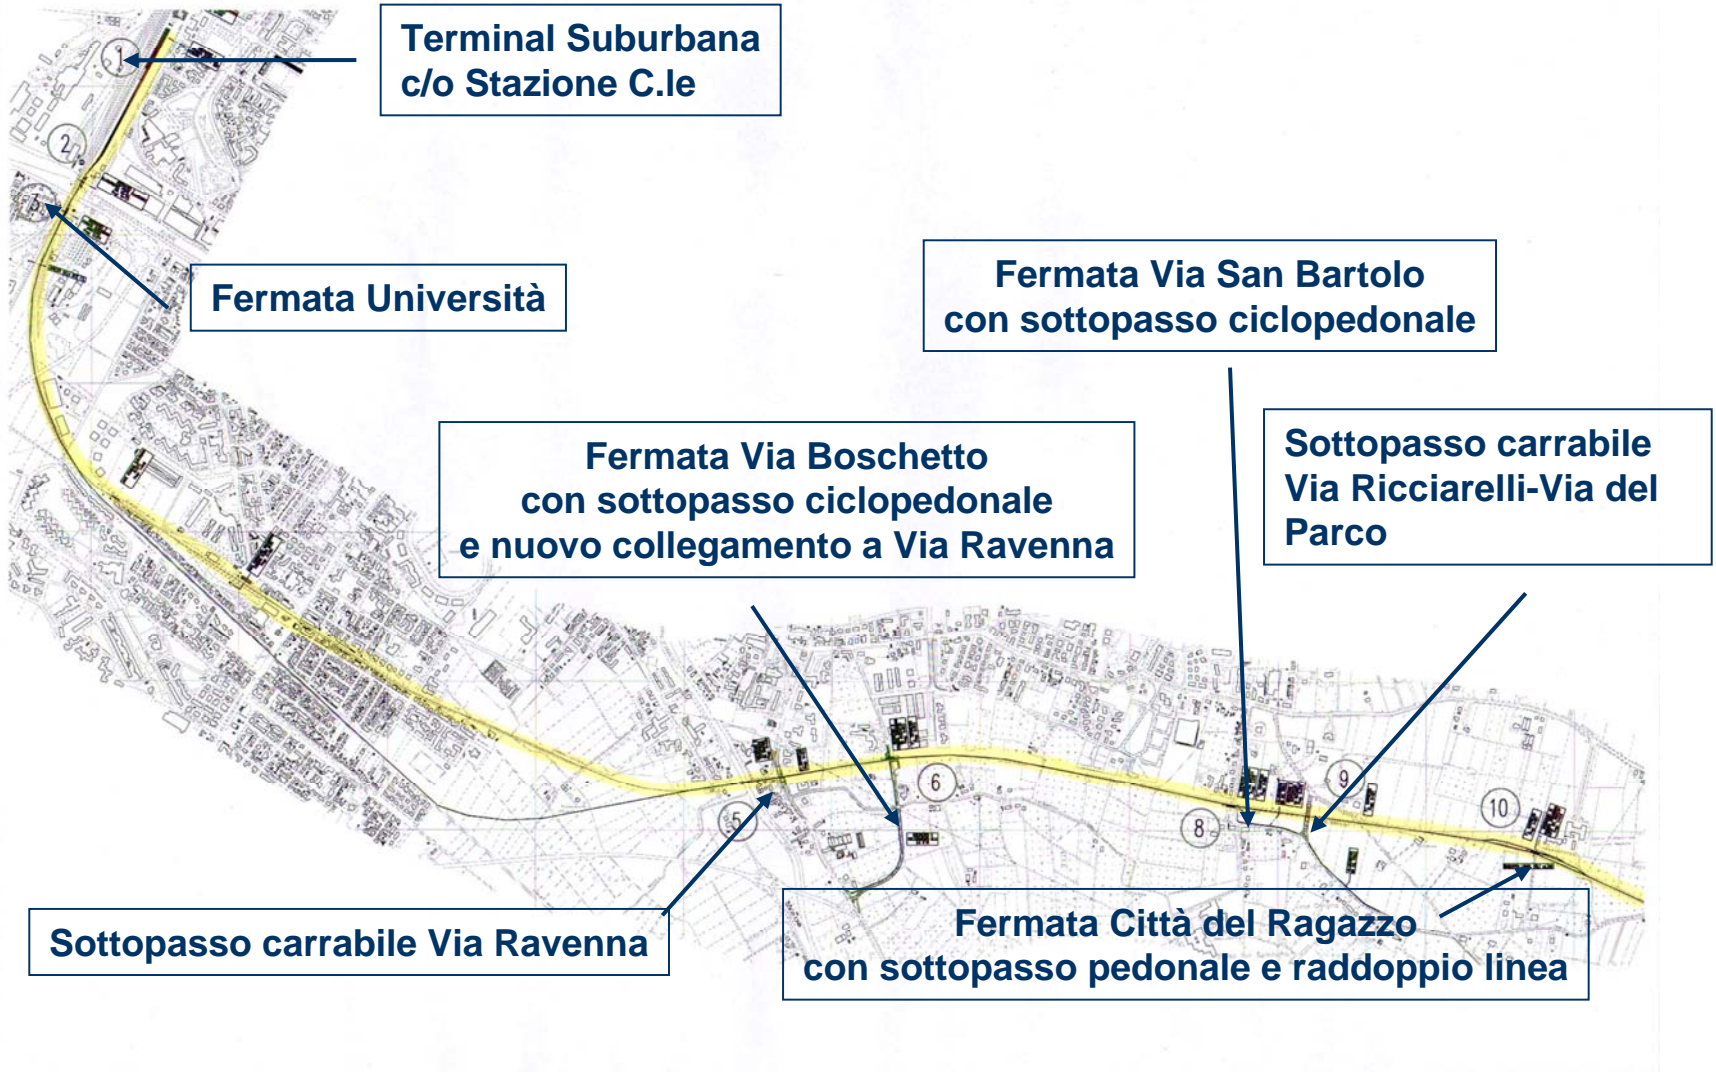 Terminal Suburbana
c/o Stazione C.le
1
2
3
Fermata Università
Fermata Via San Bartolo
con sottopasso ciclopedonale
Fermata Via Boschetto
con sottopasso ciclopedonale
e nuovo collegamento a Via Ravenna
Sottopasso carrabile
Via Ricciarelli-Via del
Parco
5
6
8
9
10
Sottopasso carrabile Via Ravenna
Fermata Città del Ragazzo
con sottopasso pedonale e raddoppio linea